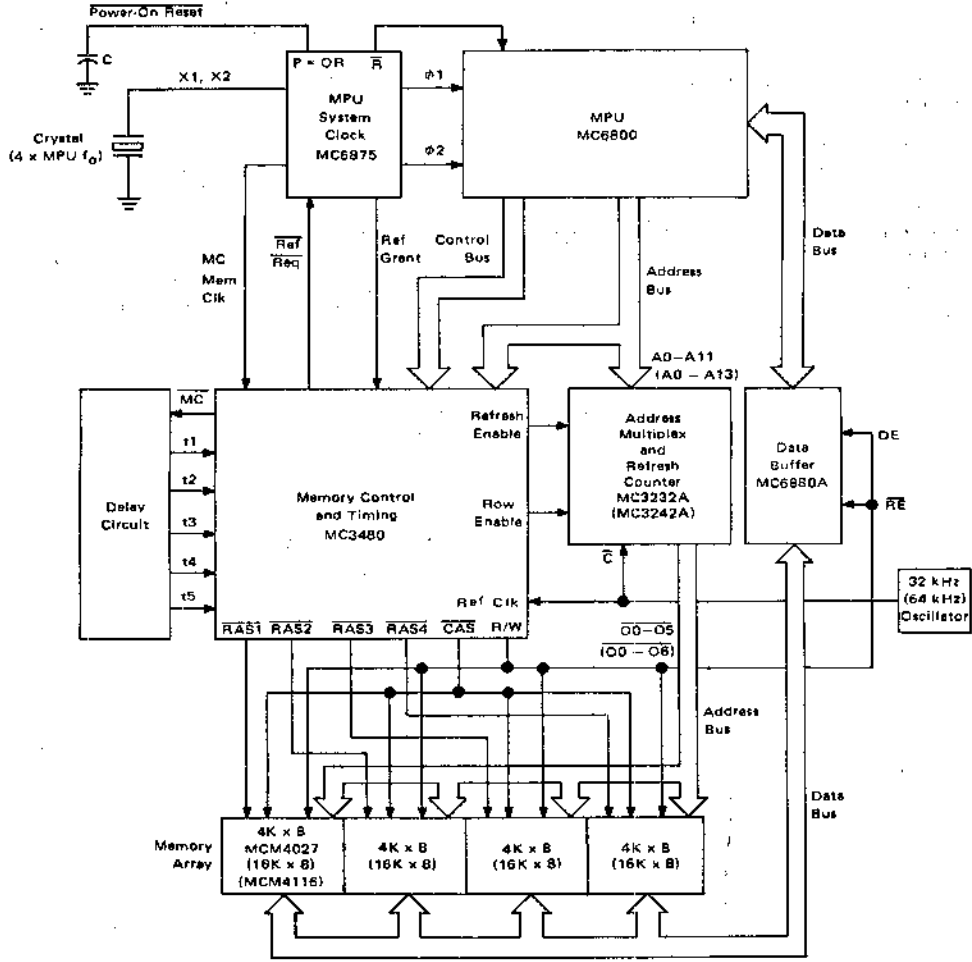 Power-On Reset
C
X1, X2
P - OR R
MPU
System
Clock
MC6875
ϕ1
ϕ2
MPU
MC6800
Crystal
(4 x MPU fo)
MC
Mem
Clk
Ref
Req
Ref
Grant
Control
Bus
Address
Bus
Data
Bus
A0-A11
(A0 - A13)
MC
t1
t2
t3
t4
t5
Delay
Circuit
Memory Control
and Timing
MC3480
Refresh
Enable
Row
Enable
Ref Clk
Address
Multiplex
and
Refresh
Counter
MC3232A
(MC3242A)
C
Data
Buffer
MC6880A
OE
RE
32 kHz
(64 kHz)
Oscillator
RAS1 RAS2 RAS3 RAS4 CAS R/W
O0-O5
(O0 - O6)
Address
Bus
Data
Bus
Memory
Array
4K x 8
MCM4027
(16K x 8)
(MCM4116)
4K x 8
(16K x 8)
4K x 8
(16K x 8)
4K x 8
(16K x 8)